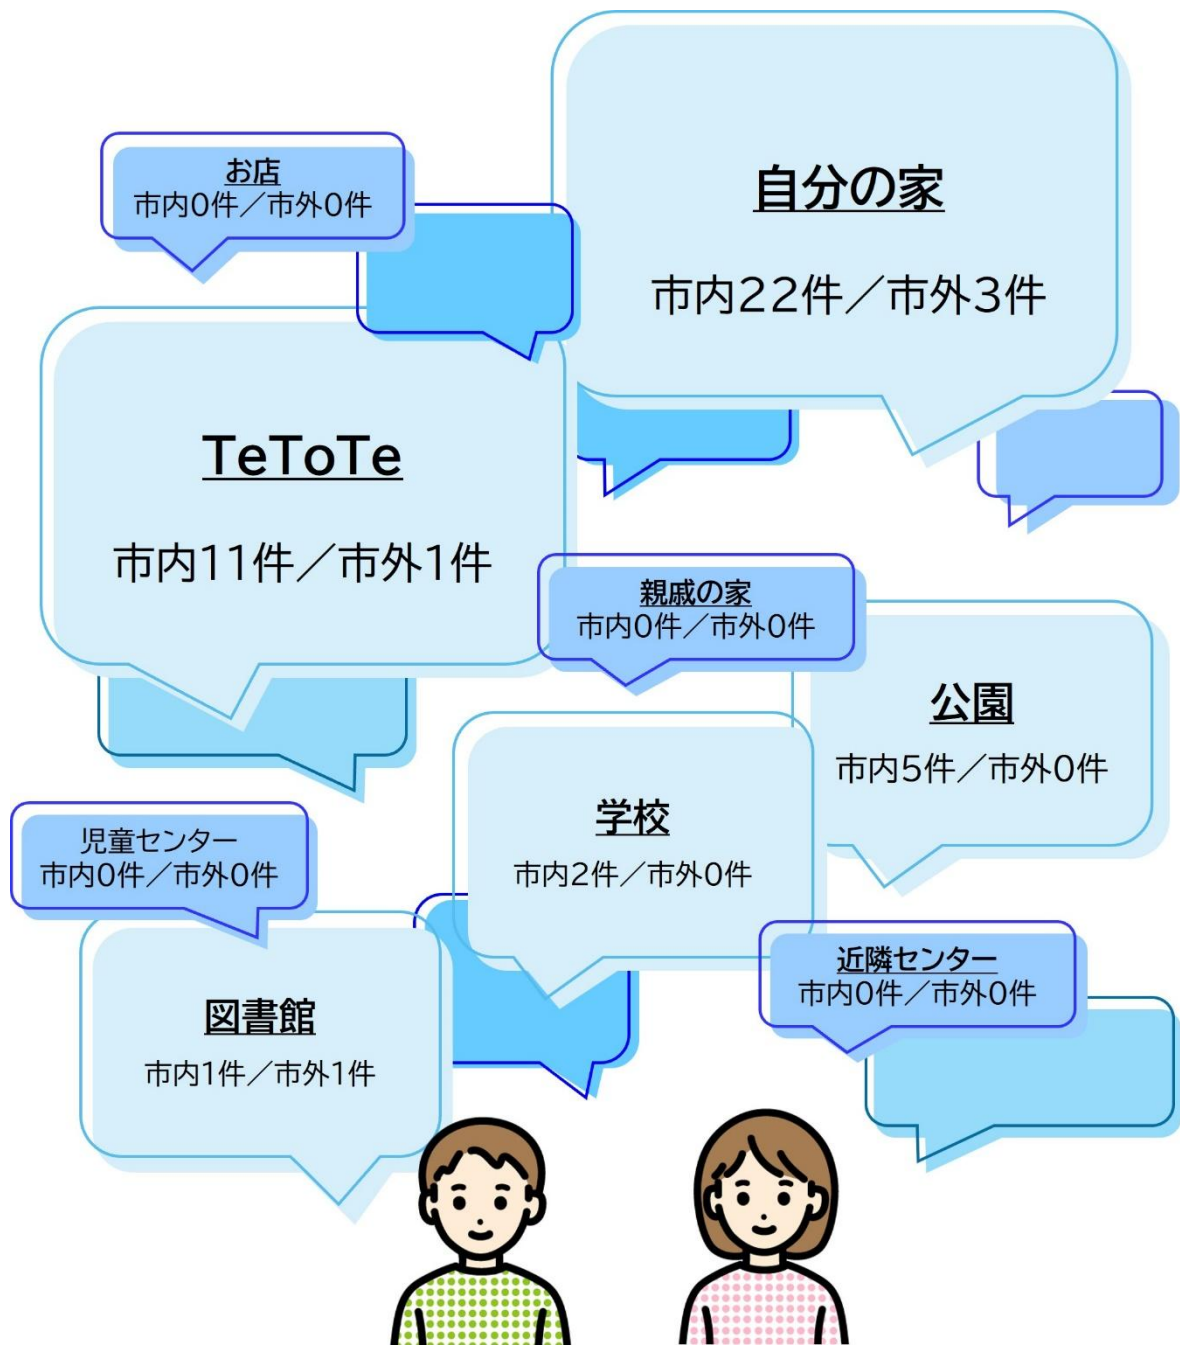 自分の家
市内22件／市外3件
お店
市内0件／市外0件
TeToTe
市内11件／市外1件
親戚の家
市内0件／市外0件
公園
市内5件／市外0件
学校
市内2件／市外0件
児童センター
市内0件／市外0件
図書館
市内1件／市外1件
近隣センター
市内0件／市外0件